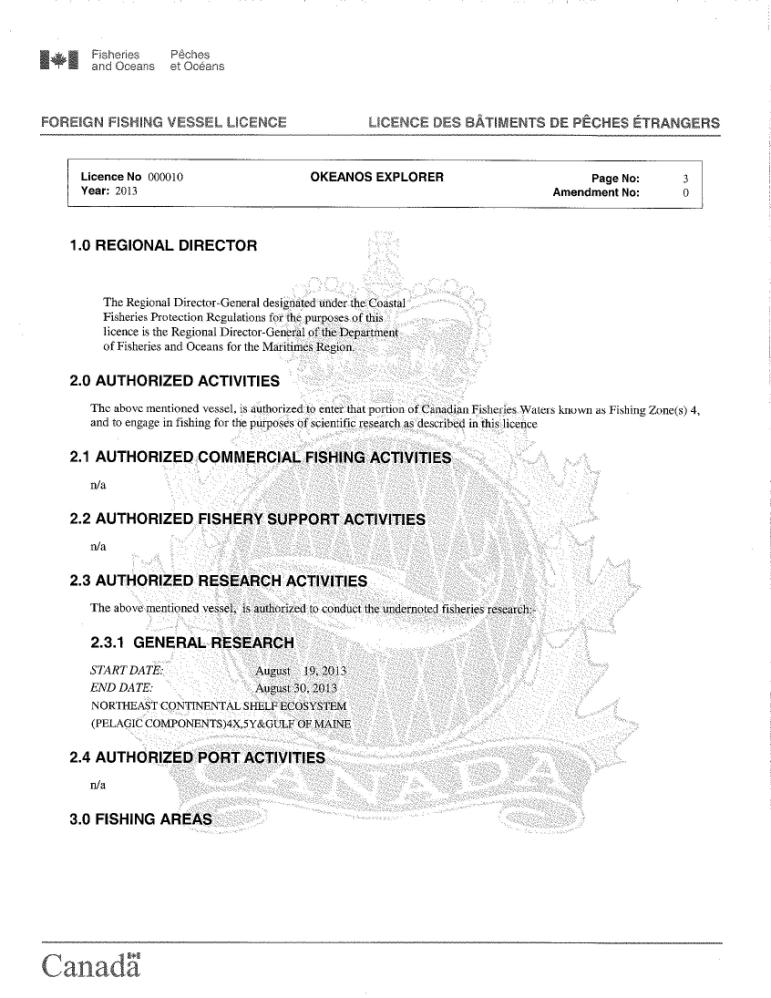 Fisheries and Oceans
Pêches et Océans
FOREIGN FISHING VESSEL LICENCE
LICENCE DES BÂTIMENTS DE PÊCHES ÉTRANGERS
Licence No 000010 OKEANOS EXPLORER Page No: 3
Year: 2013 Amendment No: 0
1.0 REGIONAL DIRECTOR
The Regional Director-General designated under the Coastal
Fisheries Protection Regulations for the purposes of this
licence is the Regional Director-General of the Department
of Fisheries and Oceans for the Maritimes Region.
2.0 AUTHORIZED ACTIVITIES
The above mentioned vessel, is authorized to enter that portion of Canadian Fisheries Waters known as Fishing Zone(s) 4,
and to engage in fishing for the purposes of scientific research as described in this licence
2.1 AUTHORIZED COMMERCIAL FISHING ACTIVITIES
n/a
2.2 AUTHORIZED FISHERY SUPPORT ACTIVITIES
n/a
2.3 AUTHORIZED RESEARCH ACTIVITIES
The above mentioned vessel, is authorized to conduct the undernoted fisheries research:-
2.3.1 GENERAL RESEARCH
START DATE: August 19, 2013
END DATE: August 30, 2013
NORTHEAST CONTINENTAL SHELF ECOSYSTEM
(PELAGIC COMPONENTS)4X,5Y&GULF OF MAINE
2.4 AUTHORIZED PORT ACTIVITIES
n/a
CANADA
3.0 FISHING AREAS
Canada